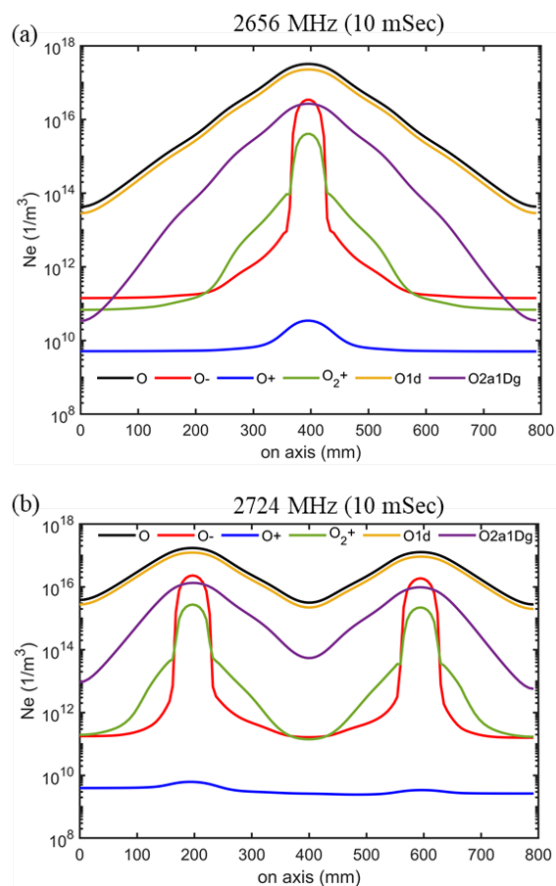 (a)
2656 MHz (10 mSec)
10^18
10^16
10^14
10^12
10^10
10^8
Ne (1/m^3)
O O- O+ O_2^+ O1d O2a1Dg
0 100 200 300 400 500 600 700 800
on axis (mm)
(b)
2724 MHz (10 mSec)
O O- O+ O_2^+ O1d O2a1Dg
10^18
10^16
10^14
10^12
10^10
10^8
Ne (1/m^3)
0 100 200 300 400 500 600 700 800
on axis (mm)